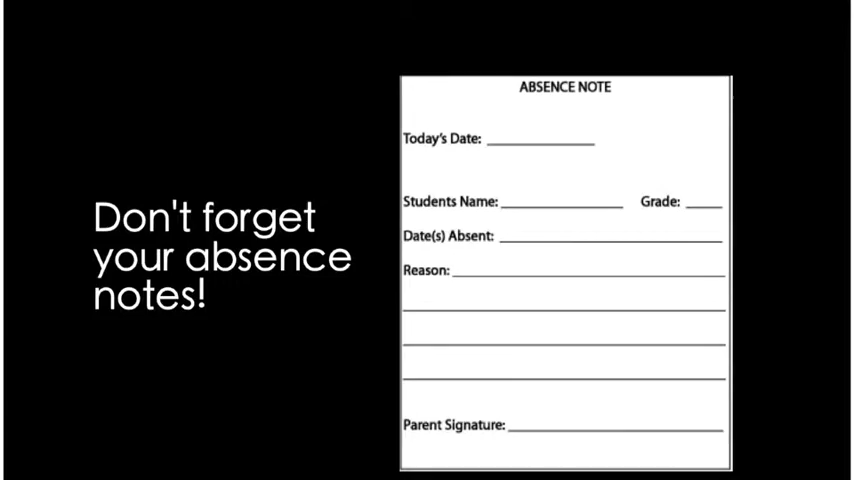 Don't forget
your absence
notes!
ABSENCE NOTE
Today's Date:
Students Name: Grade:
Date(s) Absent:
Reason:
Parent Signature: